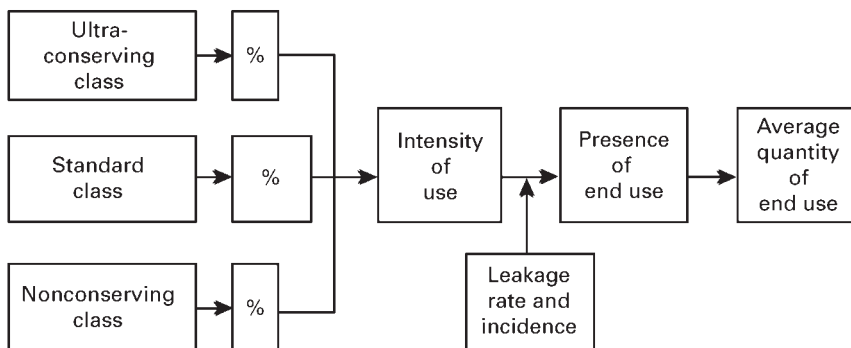 Ultra-
conserving
class
%
Standard
class
%
Nonconserving
class
%
Intensity
of
use
Leakage
rate and
incidence
Presence
of
end use
Average
quantity
of
end use